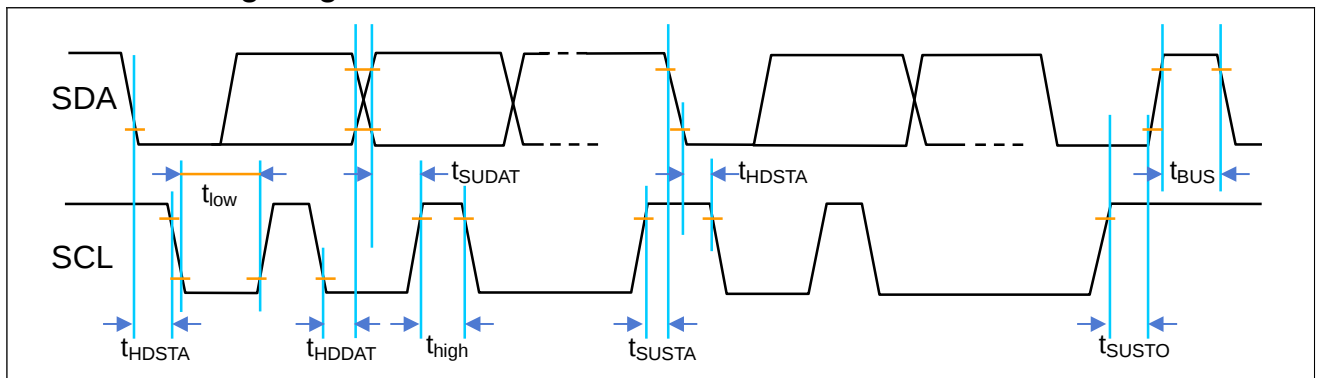 SDA
tSUDAT
tHDSTA
tBUS
tlow
SCL
tHDSTA
tHDDAT
thigh
tSUSTA
tSUSTO